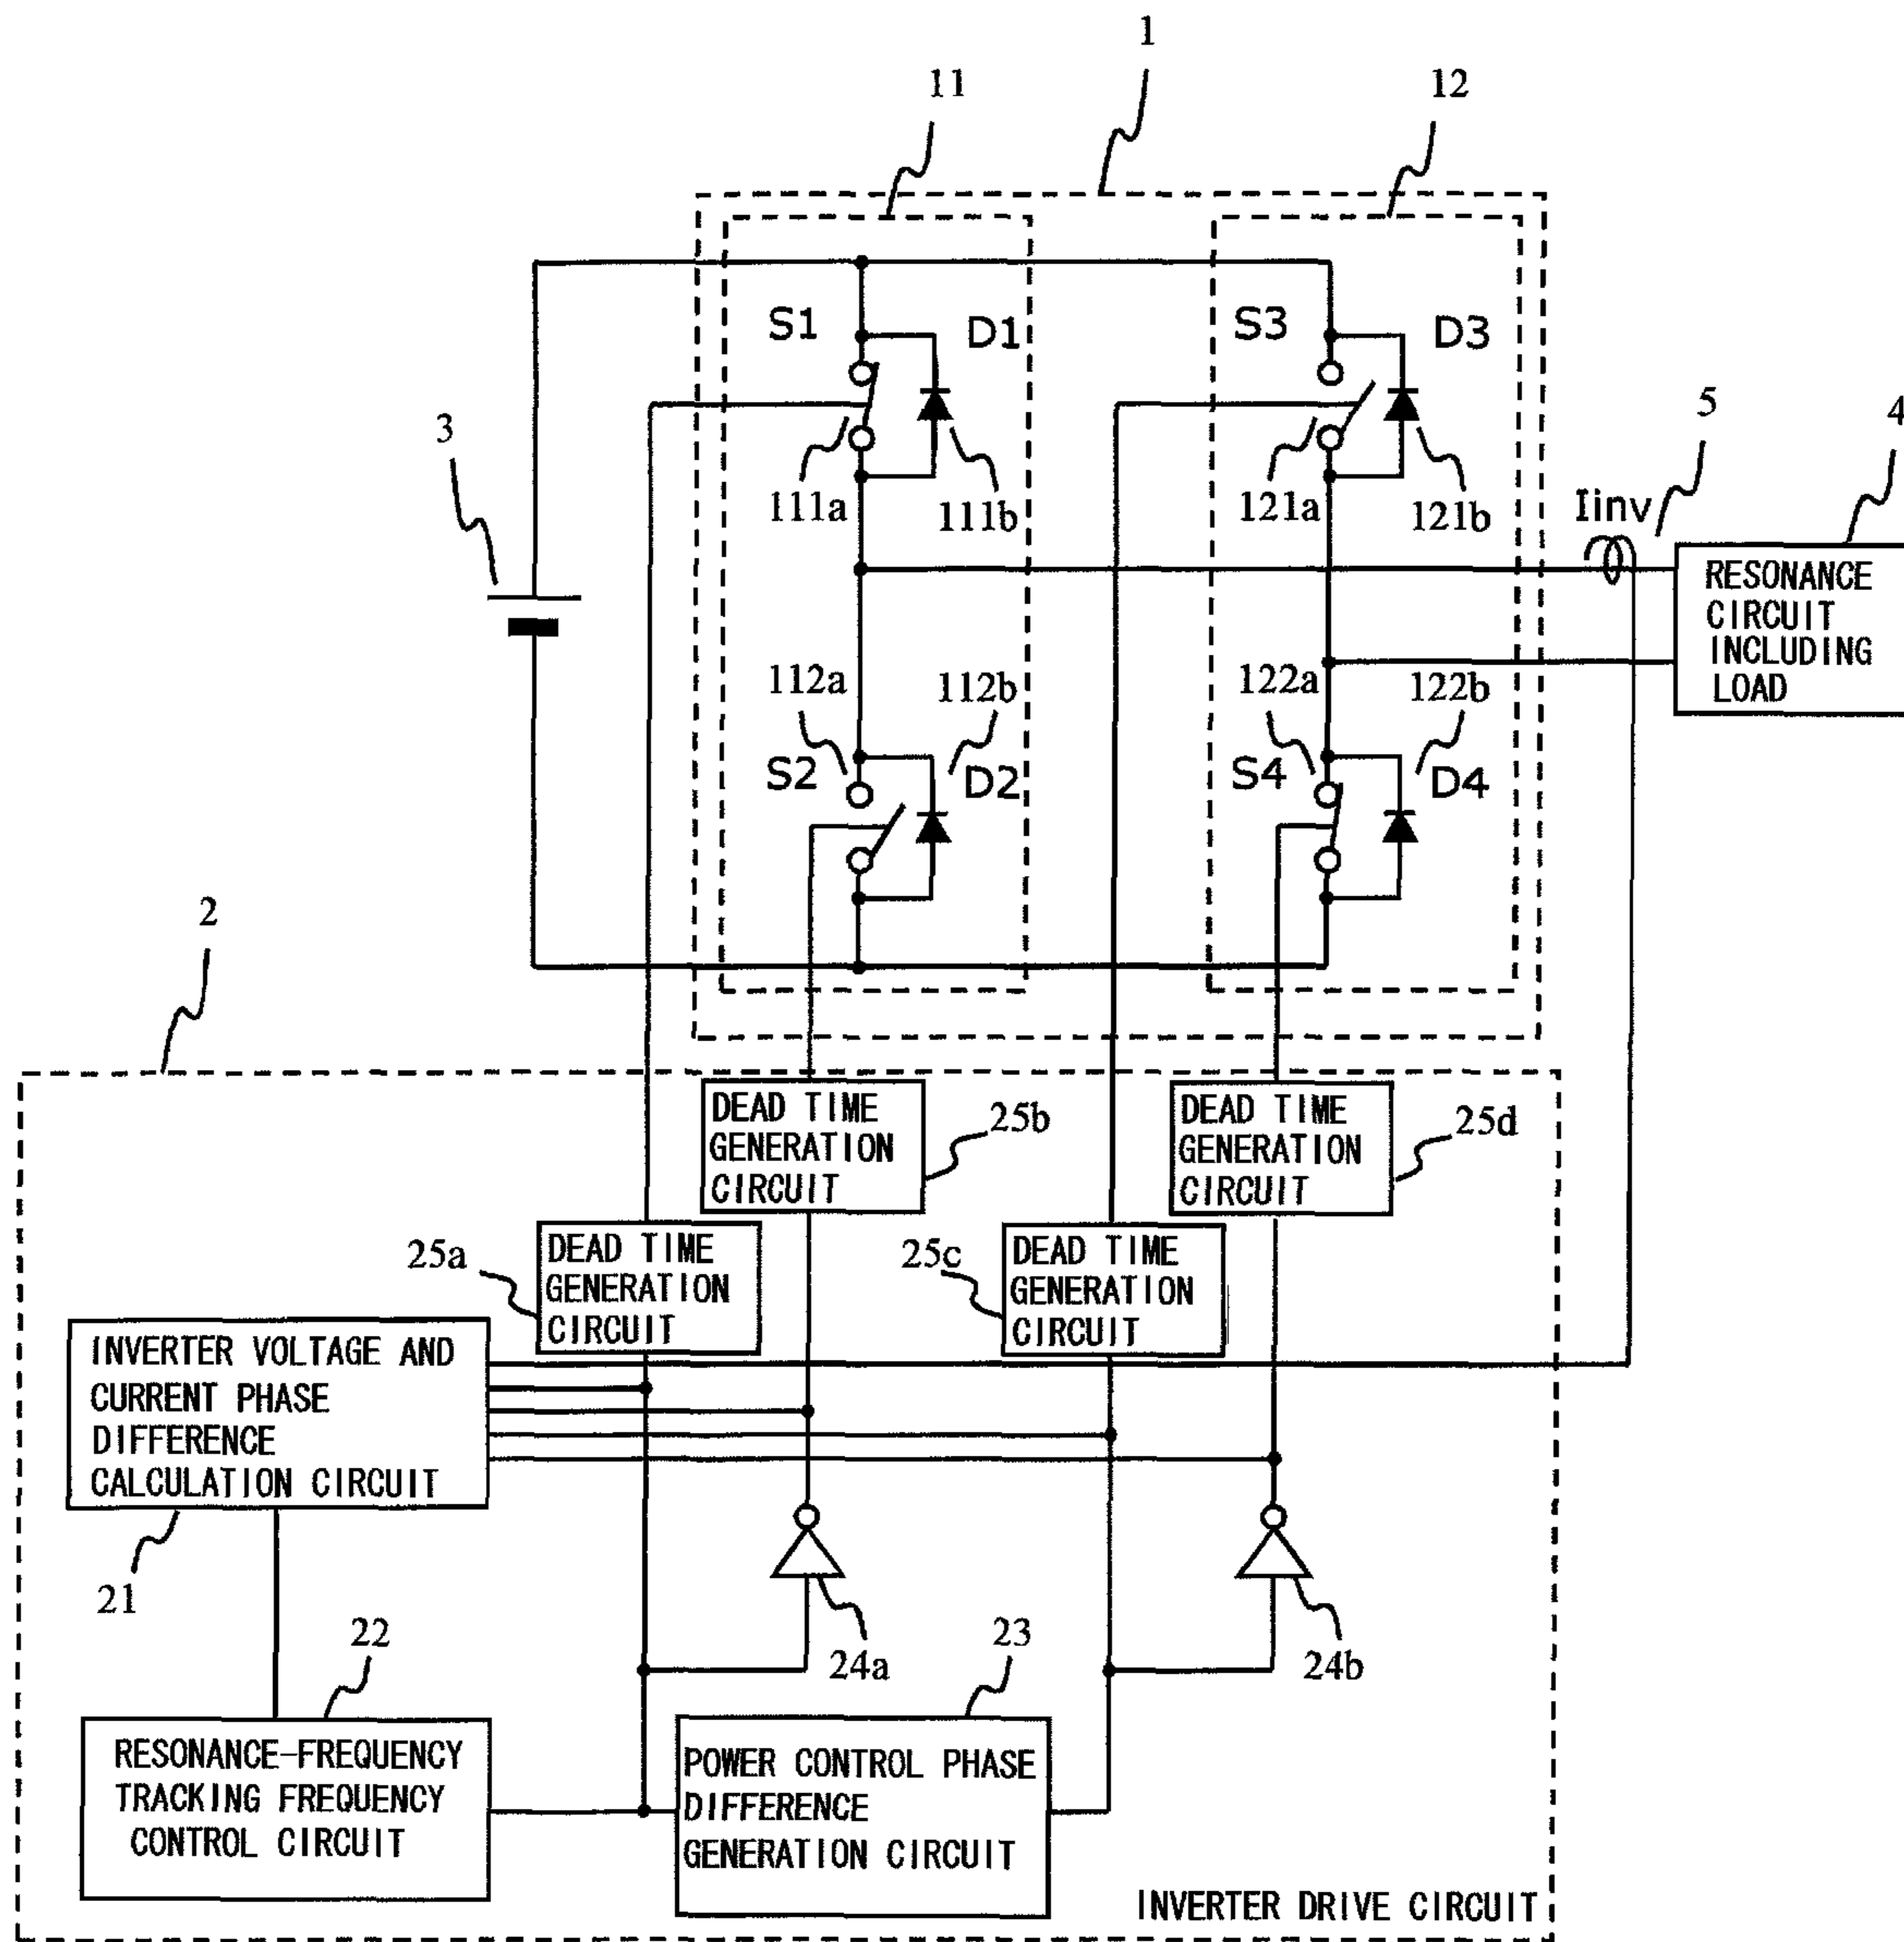 1
11
12
S1
D1
S3
D3
3
5
4
111a
111b
121a
121b
Iinv
RESONANCE
CIRCUIT
INCLUDING
LOAD
112a
112b
122a
122b
S2
D2
S4
D4
2
DEAD TIME
GENERATION
CIRCUIT
25b
DEAD TIME
GENERATION
CIRCUIT
25d
25a
DEAD TIME
GENERATION
CIRCUIT
25c
DEAD TIME
GENERATION
CIRCUIT
INVERTER VOLTAGE AND
CURRENT PHASE
DIFFERENCE
CALCULATION CIRCUIT
21
24a
24b
22
23
RESONANCE-FREQUENCY
TRACKING FREQUENCY
CONTROL CIRCUIT
POWER CONTROL PHASE
DIFFERENCE
GENERATION CIRCUIT
INVERTER DRIVE CIRCUIT